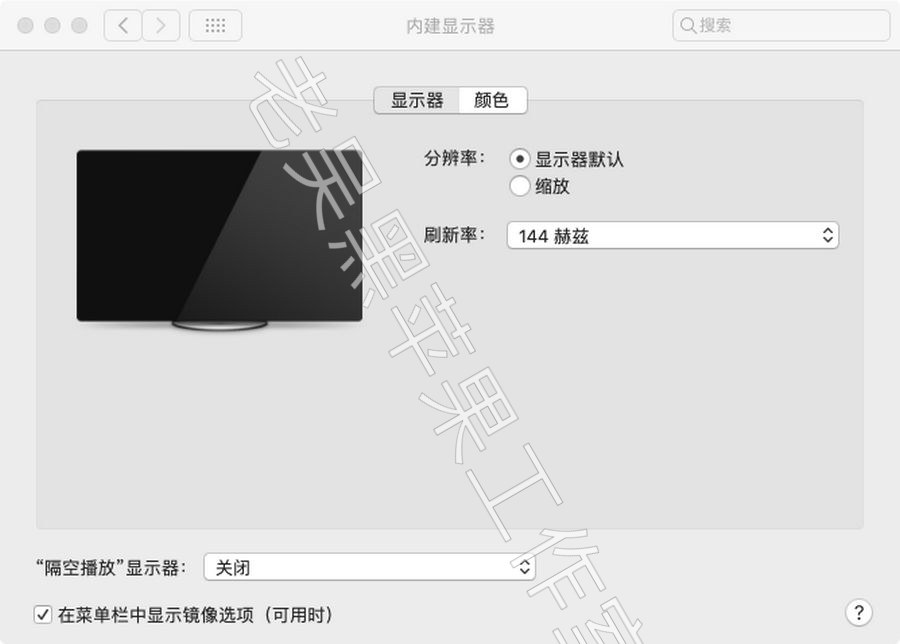 内建显示器
搜索
显示器 颜色
分辨率： 显示器默认
缩放
刷新率： 144 赫兹
“隔空播放”显示器： 关闭
在菜单栏中显示镜像选项（可用时）
?
老吴黑苹果工作室